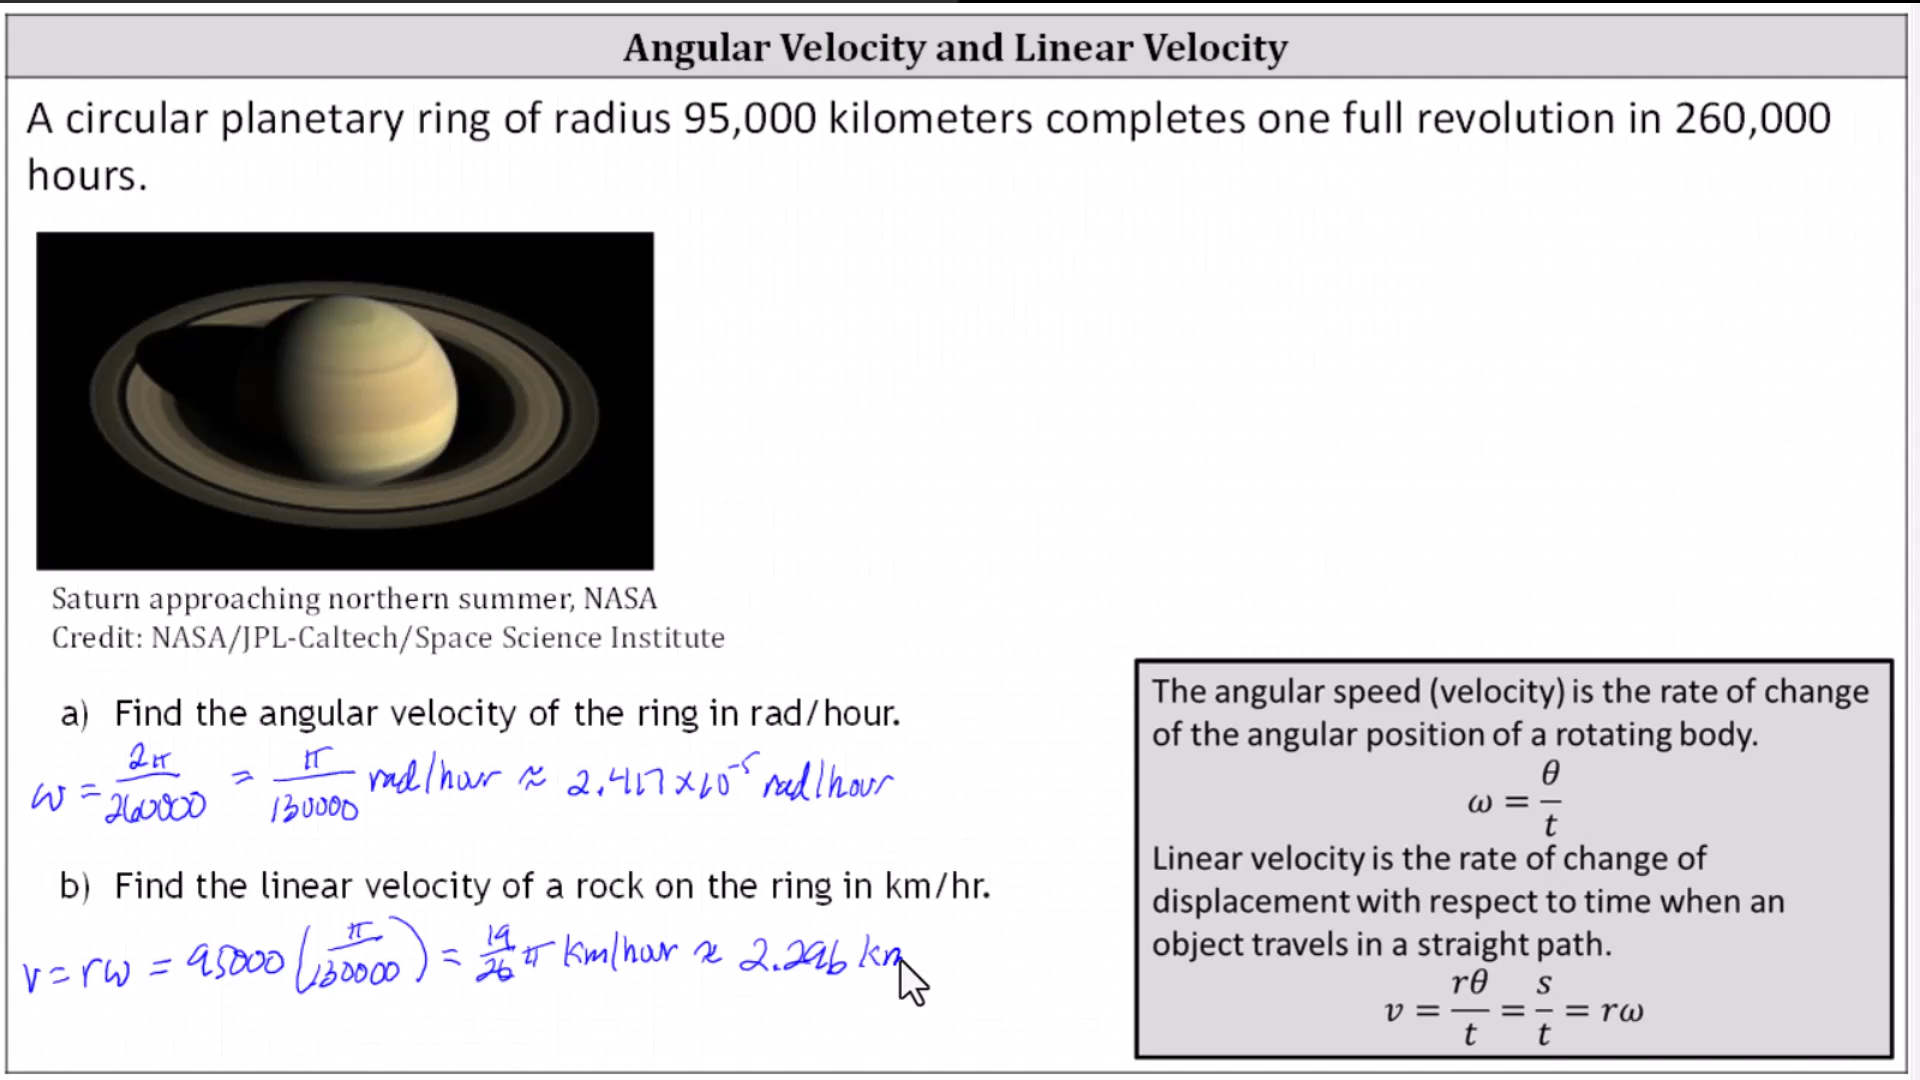 Angular Velocity and Linear Velocity
A circular planetary ring of radius 95,000 kilometers completes one full revolution in 260,000
hours.
Saturn approaching northern summer, NASA
Credit: NASA/JPL-Caltech/Space Science Institute
a) Find the angular velocity of the ring in rad/hour.
ω = 2π/260000 = π/130000 rad/hour ≈ 2.417 × 10⁻⁵ rad/hour
b) Find the linear velocity of a rock on the ring in km/hr.
v = rω = 95000 (π/130000) = 19/26 π km/hour ≈ 2.296 km
The angular speed (velocity) is the rate of change
of the angular position of a rotating body.
ω = θ/t
Linear velocity is the rate of change of
displacement with respect to time when an
object travels in a straight path.
v = rθ/t = s/t = rω